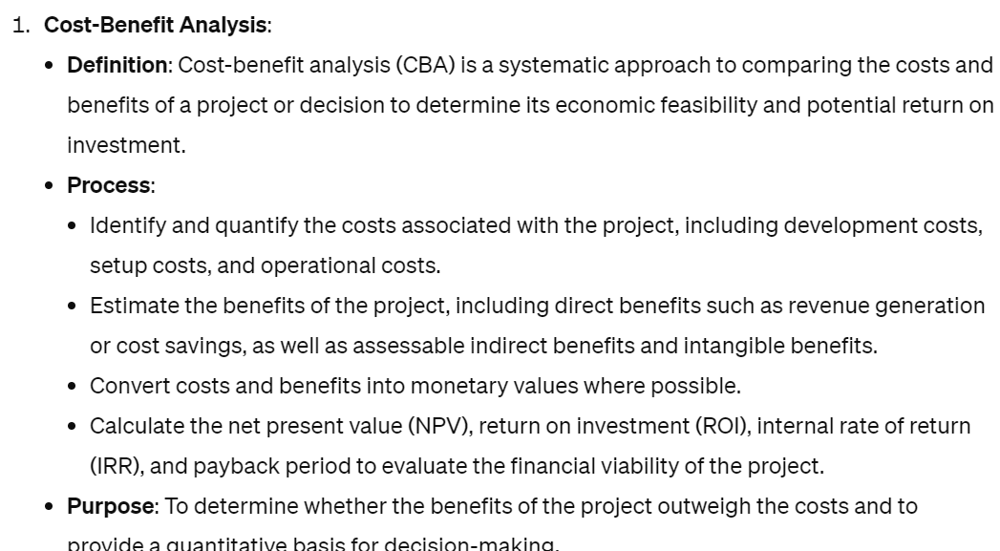 1. Cost-Benefit Analysis:
• Definition: Cost-benefit analysis (CBA) is a systematic approach to comparing the costs and
benefits of a project or decision to determine its economic feasibility and potential return on
investment.
• Process:
• Identify and quantify the costs associated with the project, including development costs,
setup costs, and operational costs.
• Estimate the benefits of the project, including direct benefits such as revenue generation
or cost savings, as well as assessable indirect benefits and intangible benefits.
• Convert costs and benefits into monetary values where possible.
• Calculate the net present value (NPV), return on investment (ROI), internal rate of return
(IRR), and payback period to evaluate the financial viability of the project.
• Purpose: To determine whether the benefits of the project outweigh the costs and to
provide a quantitative basis for decision-making.